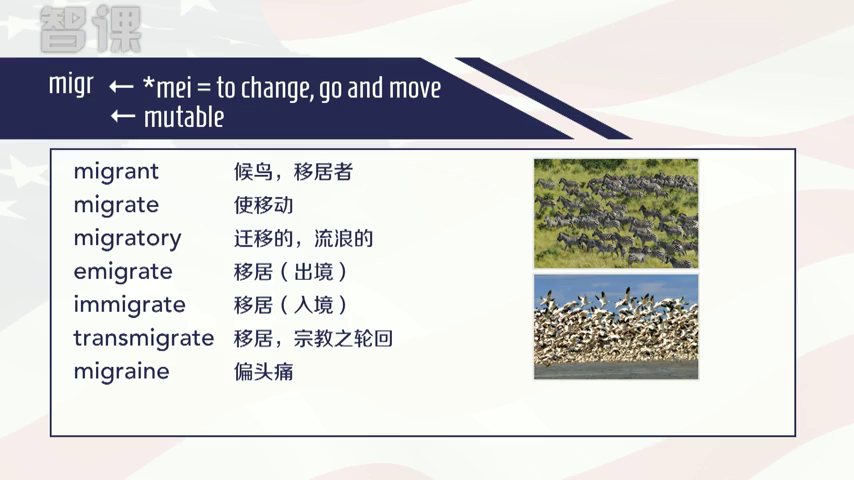 智课
migr ← *mei = to change, go and move
← mutable
migrant 候鸟，移居者
migrate 使移动
migratory 迁移的，流浪的
emigrate 移居（出境）
immigrate 移居（入境）
transmigrate 移居，宗教之轮回
migraine 偏头痛